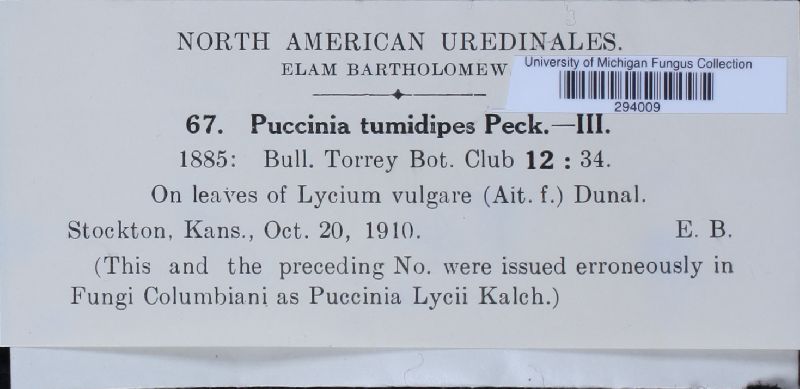 NORTH AMERICAN UREDINALES.
ELAM BARTHOLOMEW
University of Michigan Fungus Collection
294009
67. Puccinia tumidipes Peck.—III.
1885: Bull. Torrey Bot. Club 12 : 34.
On leaves of Lycium vulgare (Ait. f.) Dunal.
Stockton, Kans., Oct. 20, 1910. E. B.
(This and the preceding No. were issued erroneously in
Fungi Columbiani as Puccinia Lycii Kalch.)